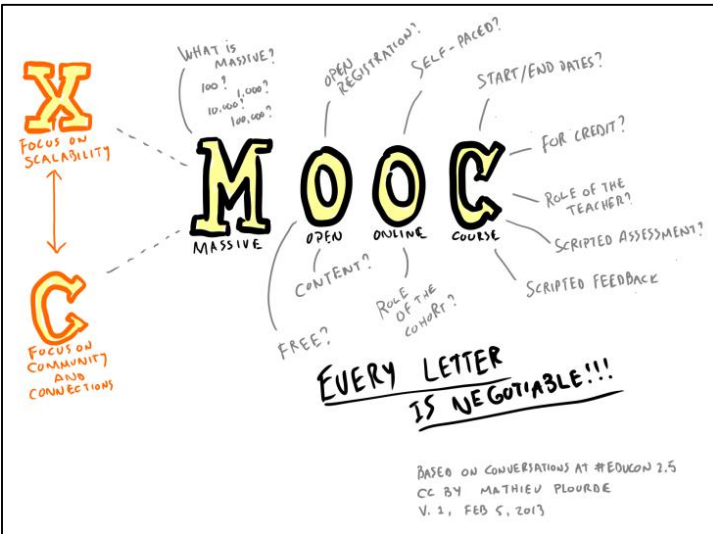 X
FOCUS ON
SCALABILITY
C
FOCUS ON
COMMUNITY
AND
CONNECTIONS
WHAT IS
MASSIVE?
100?
1,000?
10,000?
100,000?
OPEN
REGISTRATION?
SELF-PACED?
START/END DATES?
FOR CREDIT?
ROLE OF THE
TEACHER?
SCRIPTED ASSESSMENT?
SCRIPTED FEEDBACK
MOOC
MASSIVE OPEN ONLINE COURSE
CONTENT?
FREE?
ROLE
OF THE
COHORT?
EVERY LETTER
IS NEGOTIABLE!!!
BASED ON CONVERSATIONS AT #EDUCON 2.5
CC BY MATHIEU PLOURDE
V. 2, FEB 5, 2013